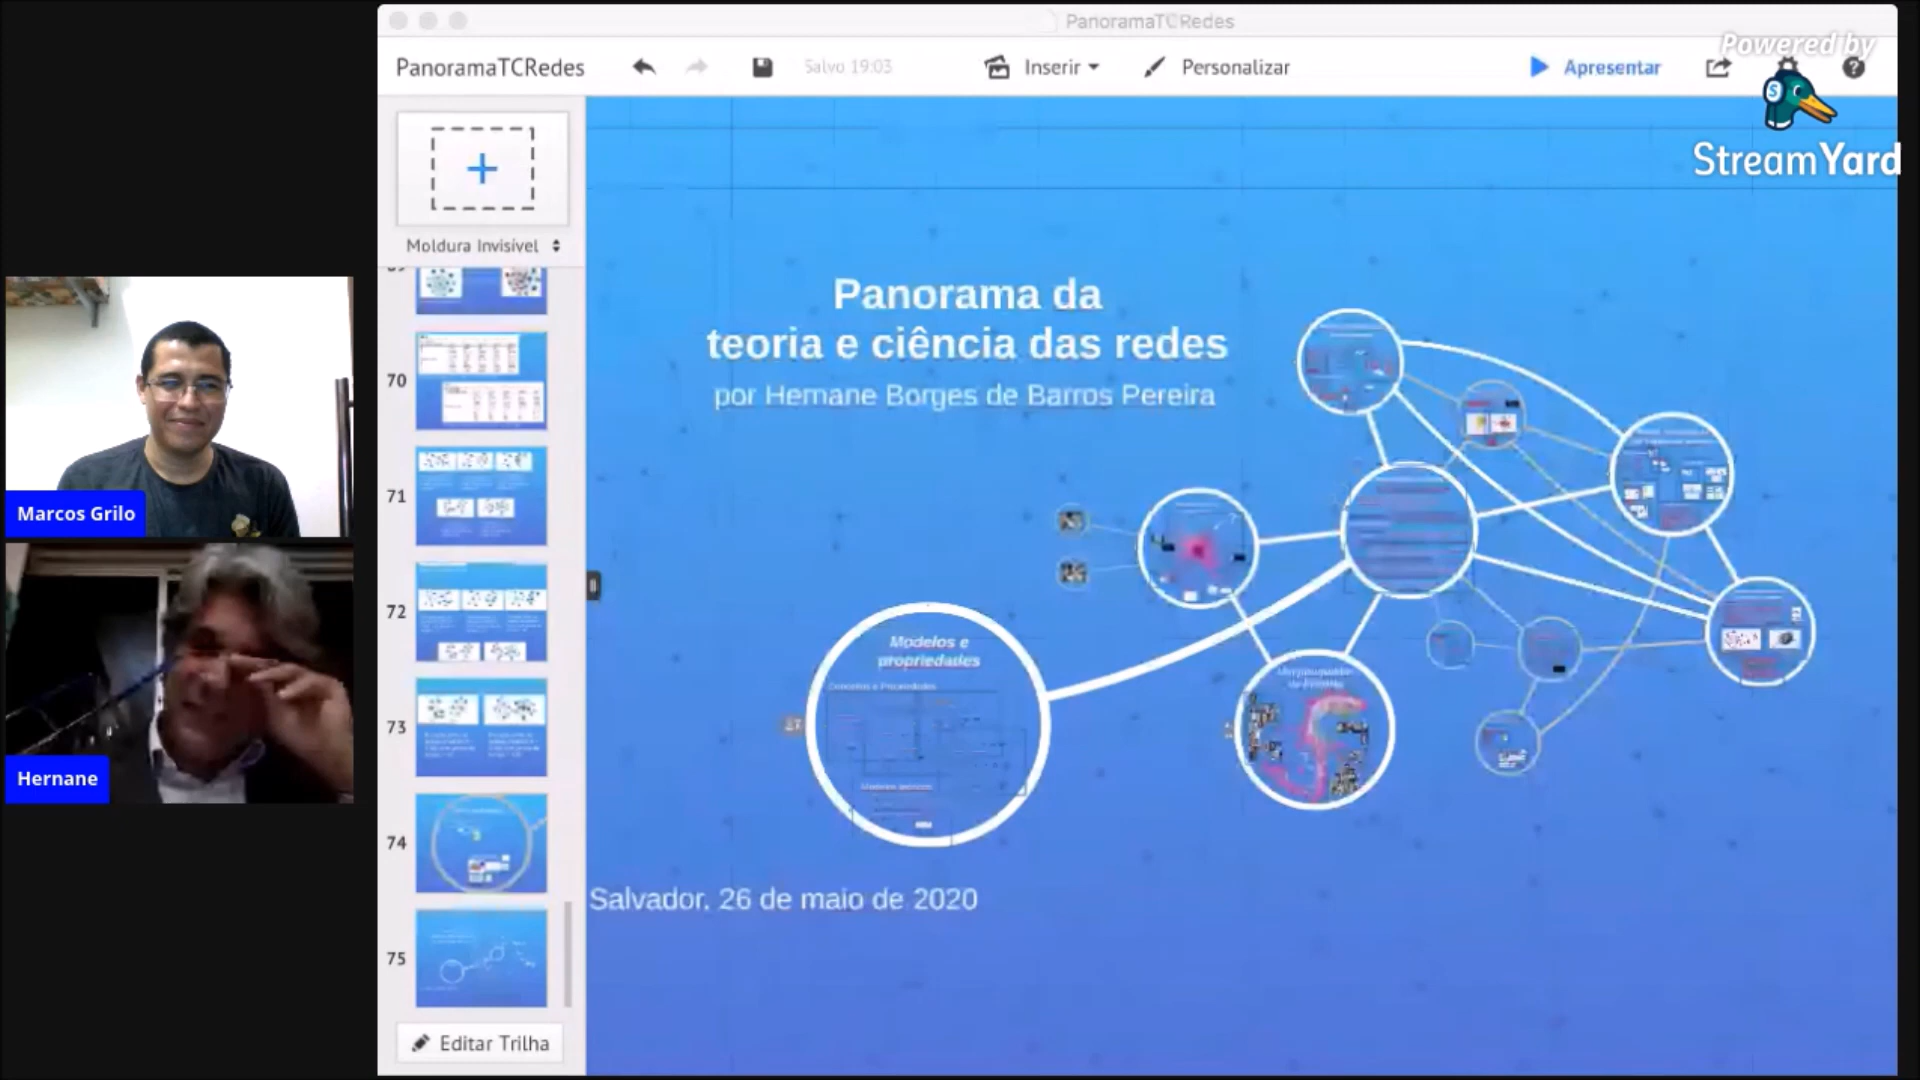 PanoramaTCRedes
PanoramaTCRedes
Salvo 19:03
Inserir
Personalizar
Apresentar
Powered by
StreamYard
Moldura Invisível
70
71
72
73
74
75
Editar Trilha
Marcos Grilo
Hernane
Panorama da
teoria e ciência das redes
por Hernane Borges de Barros Pereira
Modelos e
propriedades
Conceitos e Propriedades
Salvador, 26 de maio de 2020